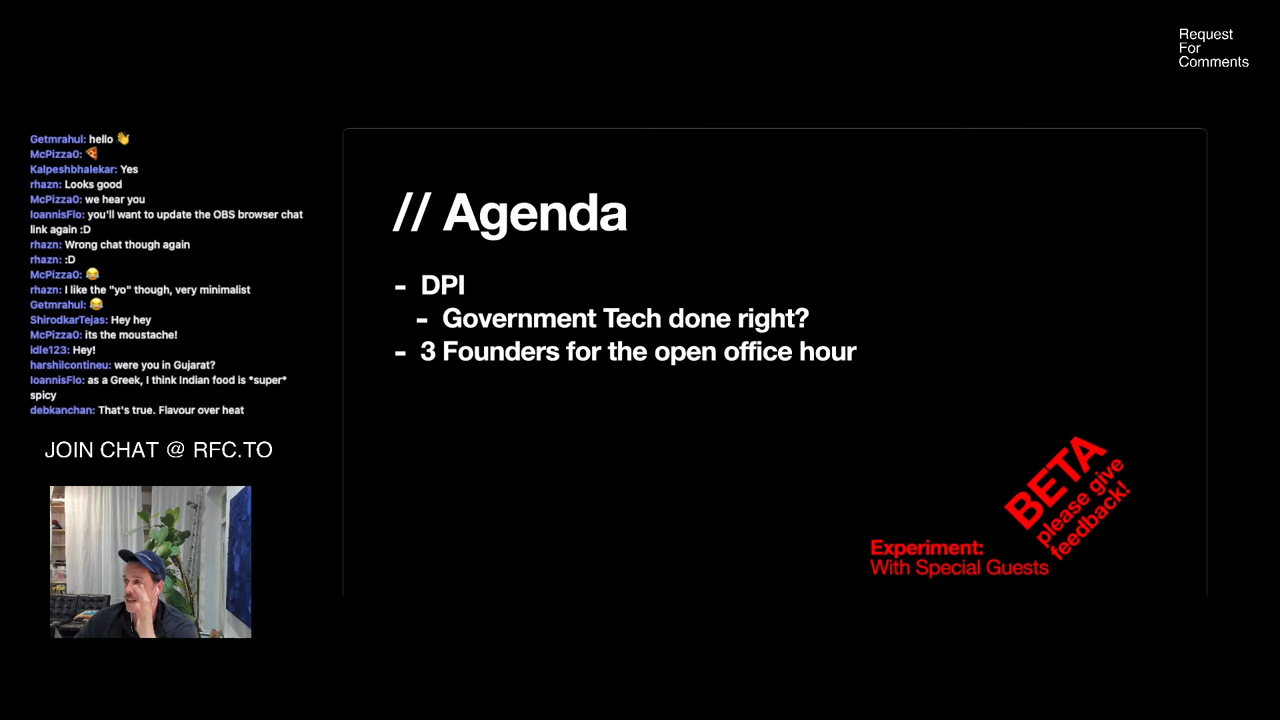 Request
For
Comments
Getmrahul: hello 👋
McPizza0: 🍕
Kalpeshbhalekar: Yes
rhazn: Looks good
McPizza0: we hear you
IoannisFlo: you'll want to update the OBS browser chat
link again :D
rhazn: Wrong chat though again
rhazn: :D
McPizza0: 😂
rhazn: I like the "yo" though, very minimalist
Getmrahul: 😂
ShirodkarTejas: Hey hey
McPizza0: its the moustache!
idle123: Hey!
harshilcontineu: were you in Gujarat?
IoannisFlo: as a Greek, I think Indian food is *super*
spicy
debkanchan: That's true. Flavour over heat
JOIN CHAT @ RFC.TO
// Agenda
- DPI
- Government Tech done right?
- 3 Founders for the open office hour
BETA
please give
feedback!
Experiment:
With Special Guests